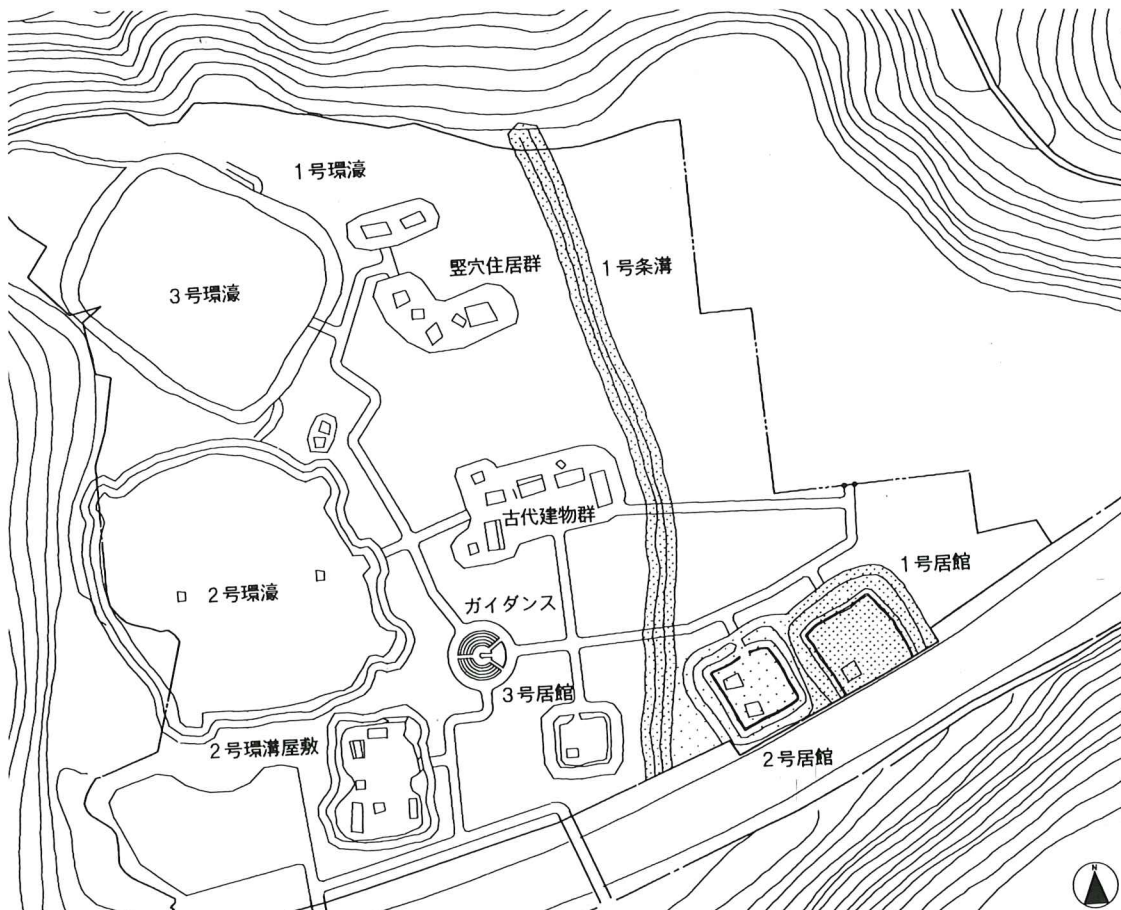 1号環濠
竪穴住居群
1号条溝
3号環濠
古代建物群
2号環濠
ガイダンス
1号居館
3号居館
2号環溝屋敷
2号居館
N